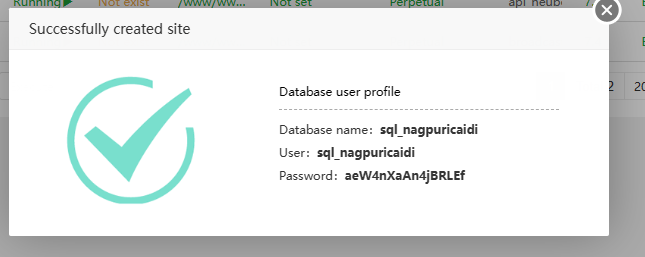 Running▶ Not exist /www/ww... Not set Perpetual
Successfully created site
Database user profile
Database name： sql_nagpuricaidi
User： sql_nagpuricaidi
Password： aeW4nXaAn4jBRLEf